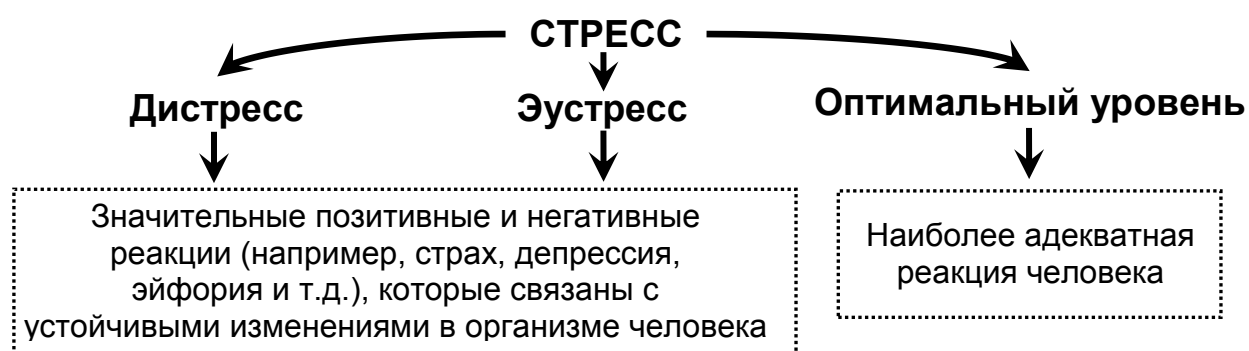 СТРЕСС
Дистресс
Эустресс
Оптимальный уровень
Значительные позитивные и негативные
реакции (например, страх, депрессия,
эйфория и т.д.), которые связаны с
устойчивыми изменениями в организме человека
Наиболее адекватная
реакция человека